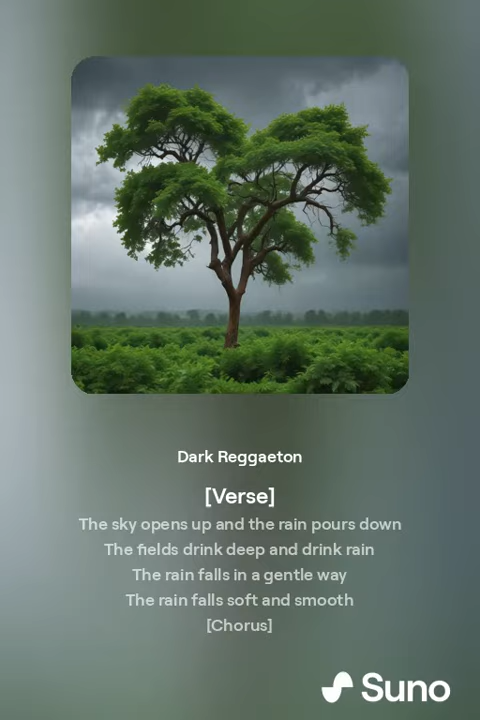 Dark Reggaeton
[Verse]
The sky opens up and the rain pours down
The fields drink deep and drink rain
The rain falls in a gentle way
The rain falls soft and smooth
[Chorus]
Suno